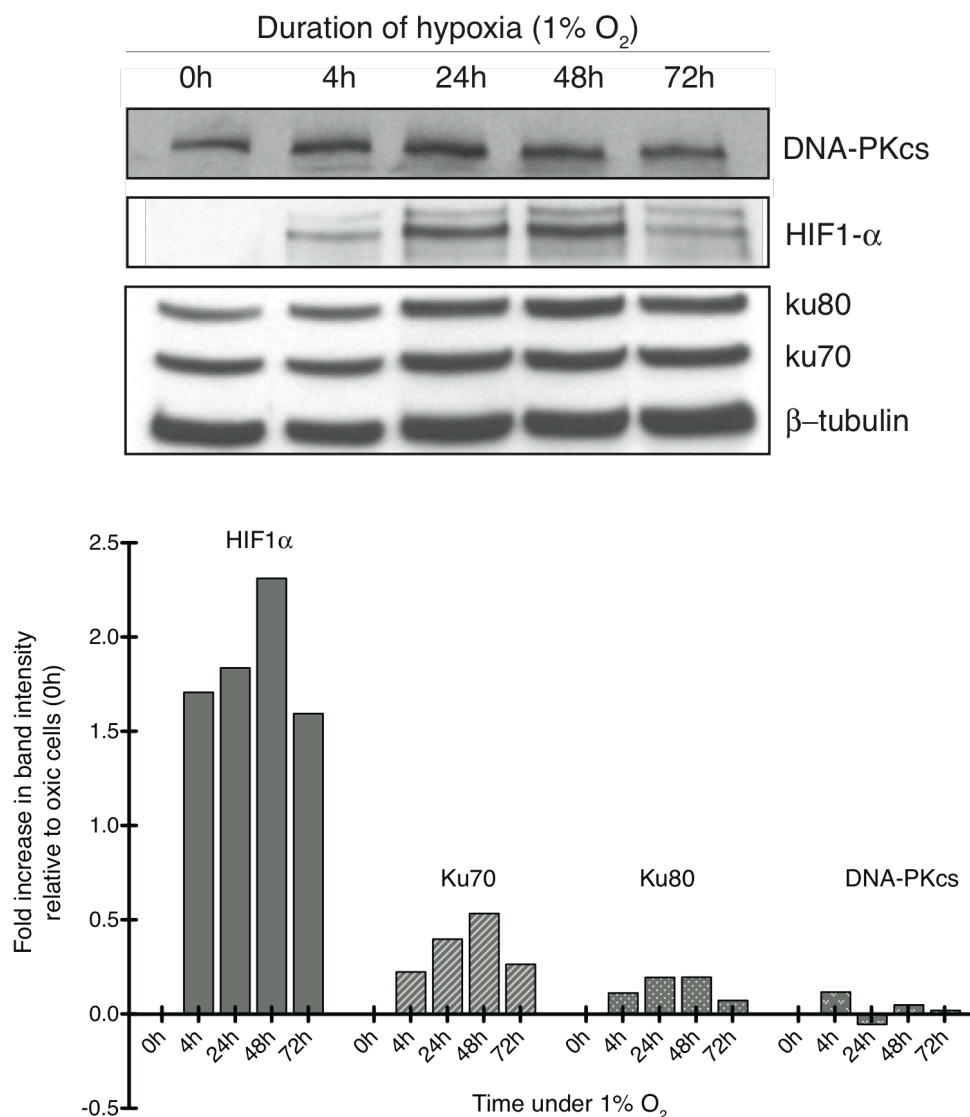 Duration of hypoxia (1% O2)
0h 4h 24h 48h 72h
DNA-PKcs
HIF1-α
ku80
ku70
β–tubulin
Fold increase in band intensity
relative to oxic cells (0h)
2.5
2.0
1.5
1.0
0.5
0.0
-0.5
HIF1α
Ku70
Ku80
DNA-PKcs
0h 4h 24h 48h 72h 0h 4h 24h 48h 72h 0h 4h 24h 48h 72h 0h 4h 24h 48h 72h
Time under 1% O2